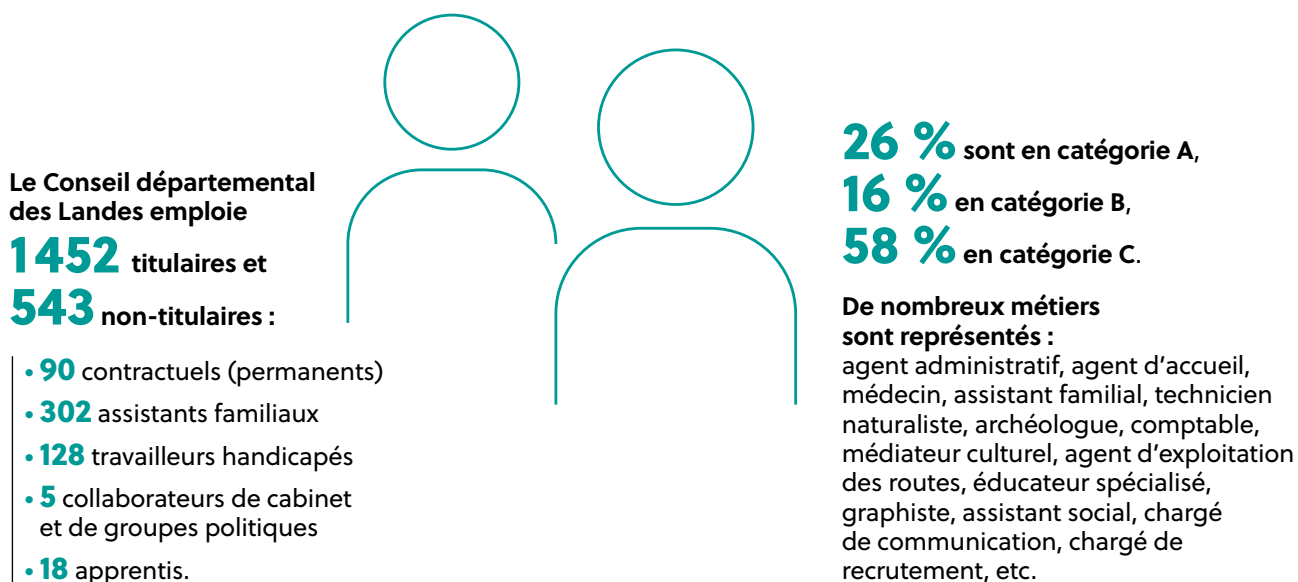 Le Conseil départemental
des Landes emploie
1452 titulaires et
543 non-titulaires :
• 90 contractuels (permanents)
• 302 assistants familiaux
• 128 travailleurs handicapés
• 5 collaborateurs de cabinet
et de groupes politiques
• 18 apprentis.
26 % sont en catégorie A,
16 % en catégorie B,
58 % en catégorie C.
De nombreux métiers
sont représentés :
agent administratif, agent d’accueil,
médecin, assistant familial, technicien
naturaliste, archéologue, comptable,
médiateur culturel, agent d’exploitation
des routes, éducateur spécialisé,
graphiste, assistant social, chargé
de communication, chargé de
recrutement, etc.